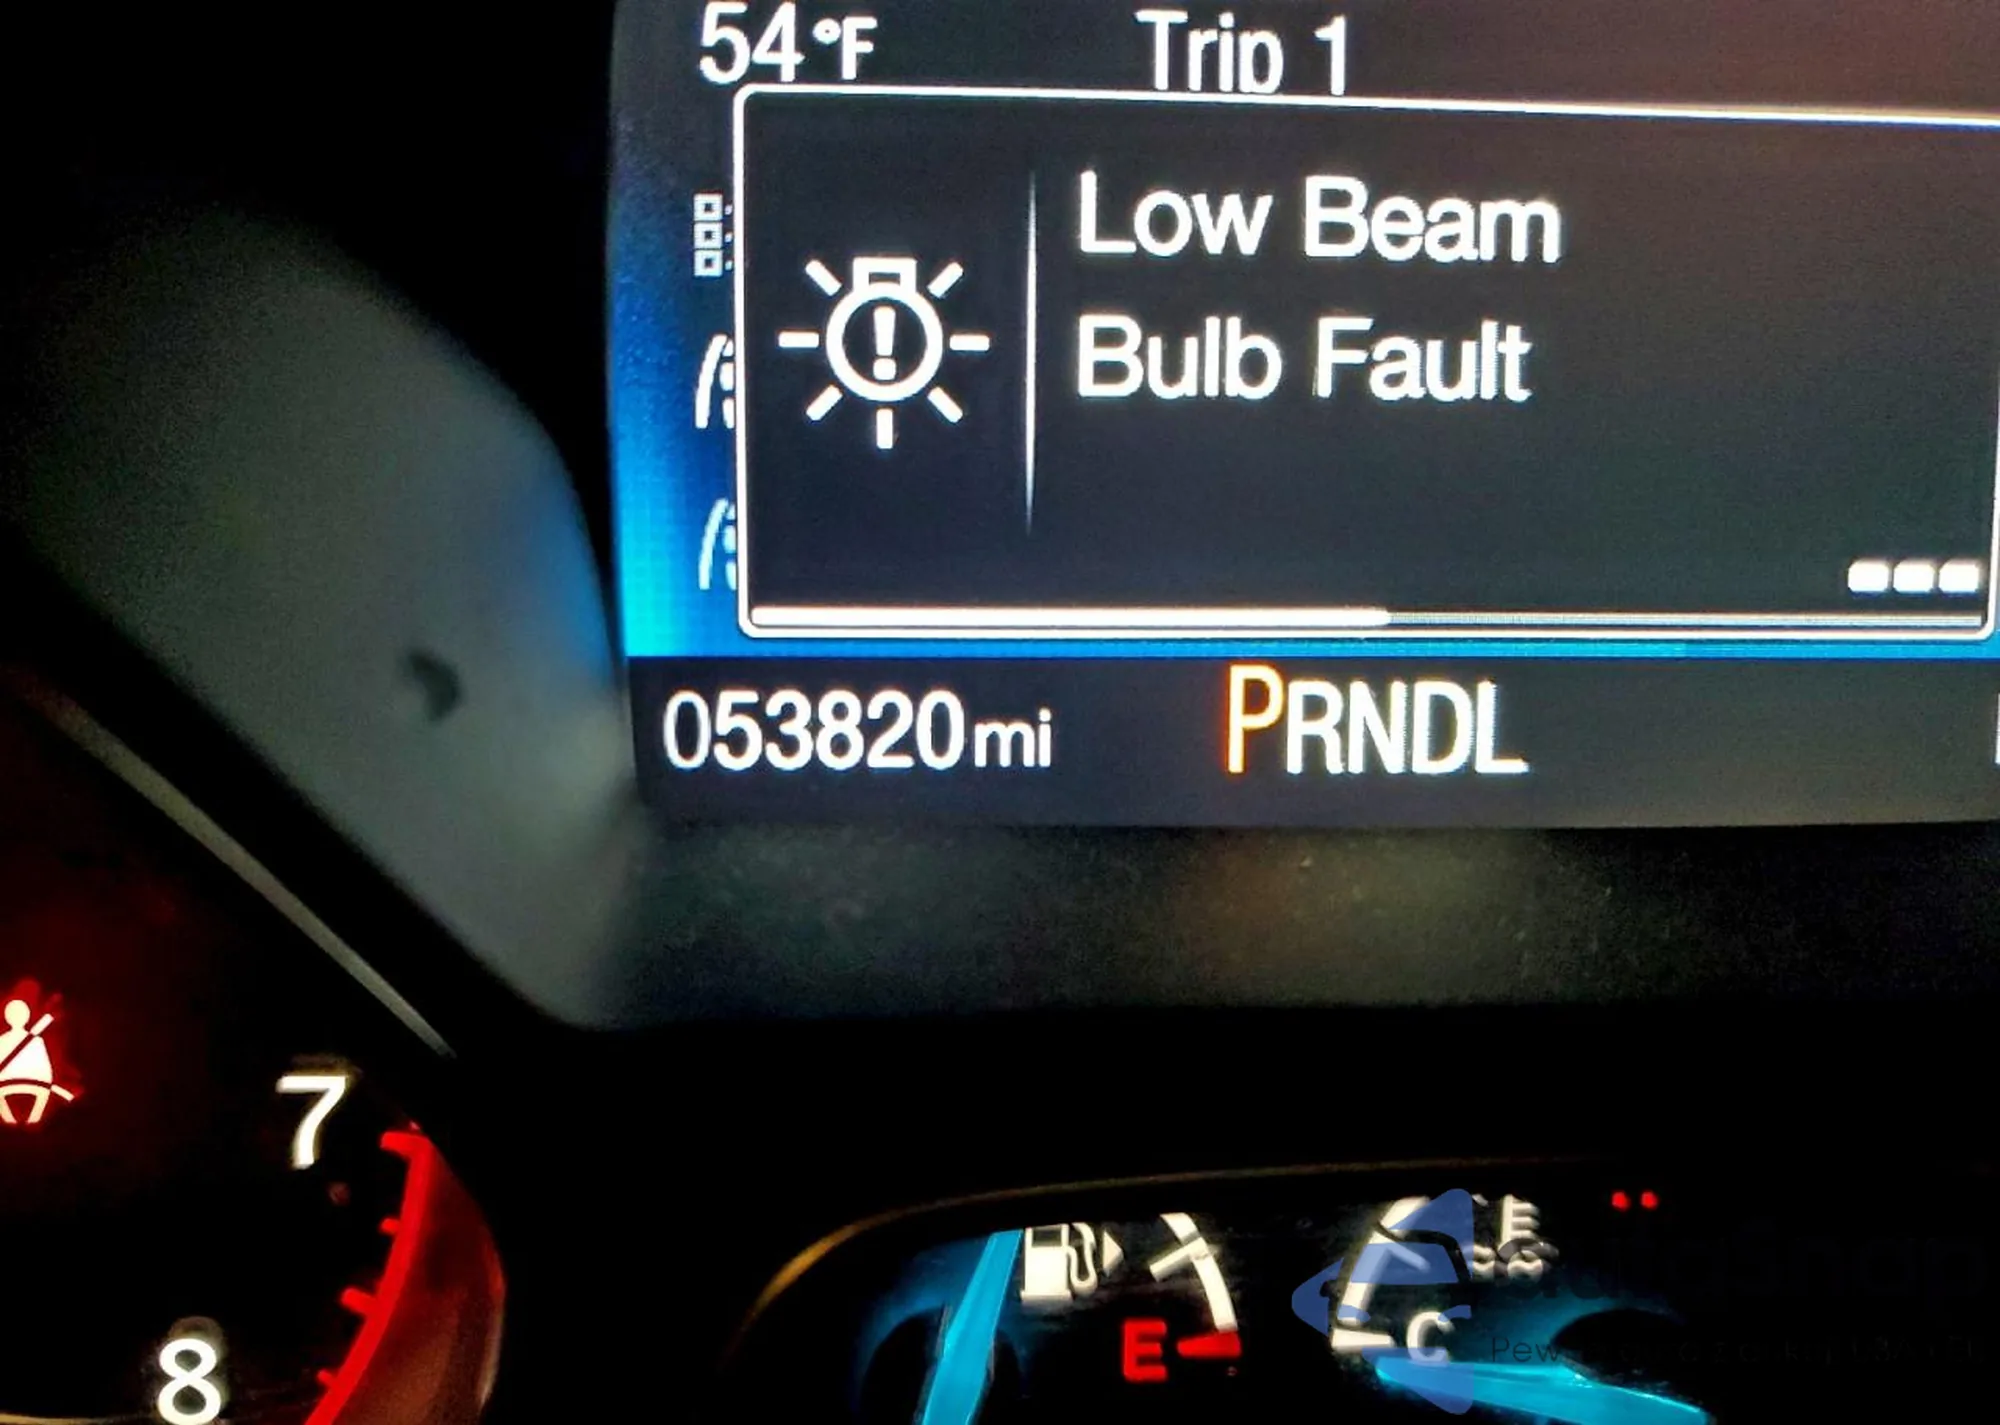 54°F Trip 1
Low Beam
Bulb Fault
053820mi PRNDL
7
8
E
C